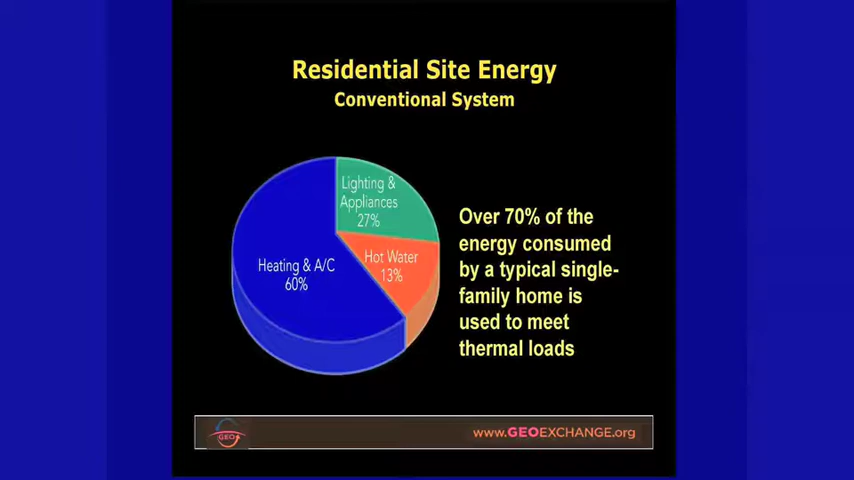 Residential Site Energy
Conventional System
Lighting &
Appliances
27%
Hot Water
13%
Heating & A/C
60%
Over 70% of the
energy consumed
by a typical single-
family home is
used to meet
thermal loads
GEO
www.GEOEXCHANGE.org